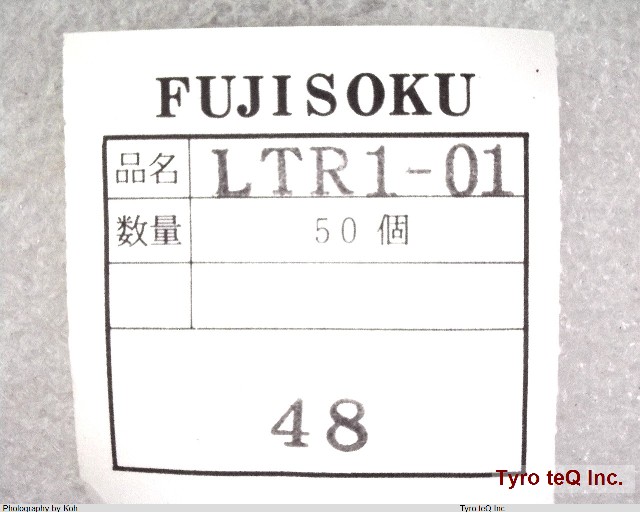 FUJISOKU
品名 LTR1-01
数量 50 個
48
Tyro teQ Inc.
Photography by Koh Tyro teQ Inc.